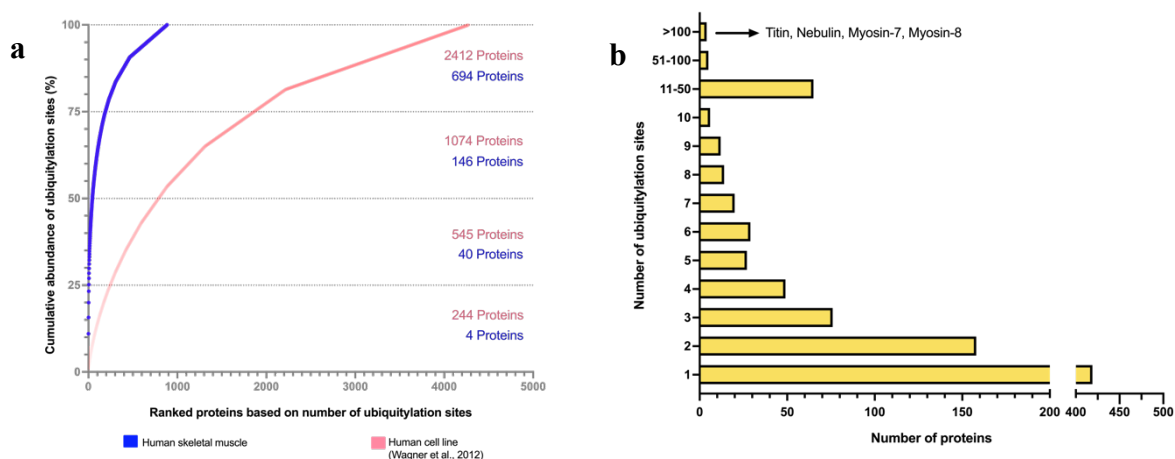 a
Cumulative abundance of ubiquitylation sites (%)
100
75
50
25
0
2412 Proteins
694 Proteins
1074 Proteins
146 Proteins
545 Proteins
40 Proteins
244 Proteins
4 Proteins
0 1000 2000 3000 4000 5000
Ranked proteins based on number of ubiquitylation sites
Human skeletal muscle
Human cell line
(Wagner et al., 2012)
b
Number of ubiquitylation sites
>100
Titin, Nebulin, Myosin-7, Myosin-8
51-100
11-50
10
9
8
7
6
5
4
3
2
1
0 50 100 150 200 400 450 500
Number of proteins